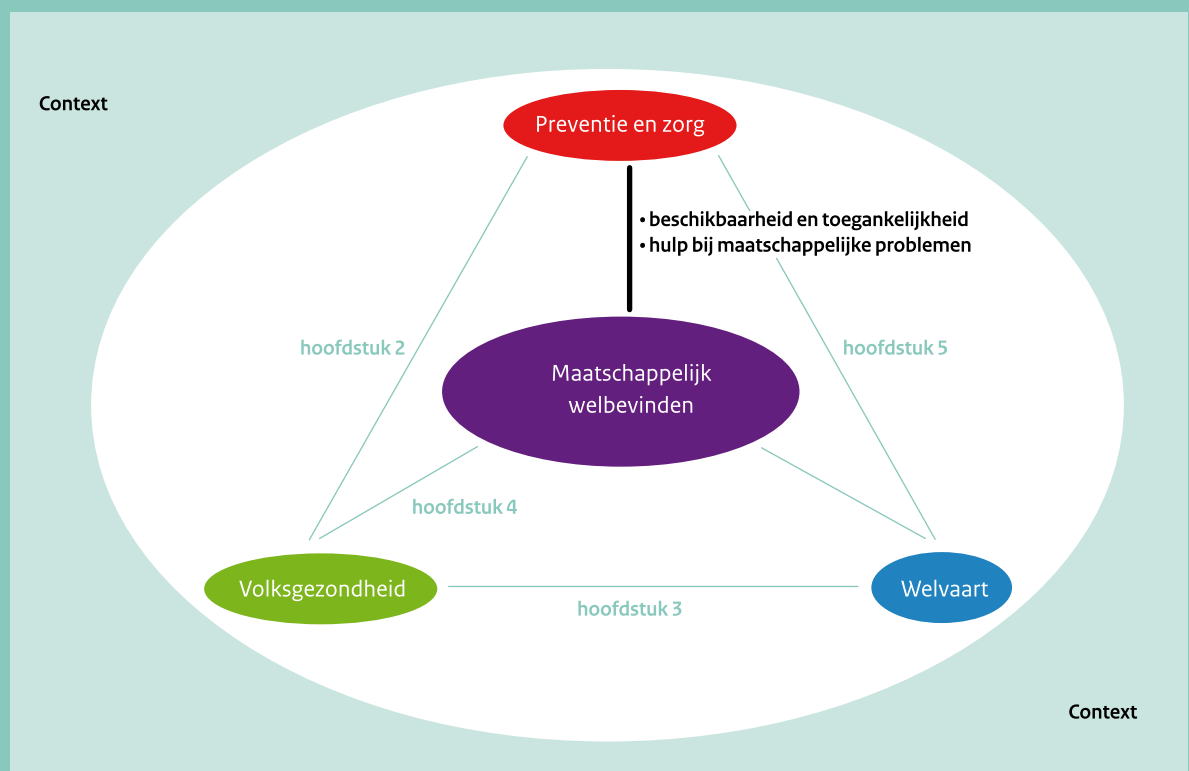 Context
Preventie en zorg
• beschikbaarheid en toegankelijkheid
• hulp bij maatschappelijke problemen
hoofdstuk 2
hoofdstuk 5
Maatschappelijk
welbevinden
hoofdstuk 4
Volksgezondheid
Welvaart
hoofdstuk 3
Context